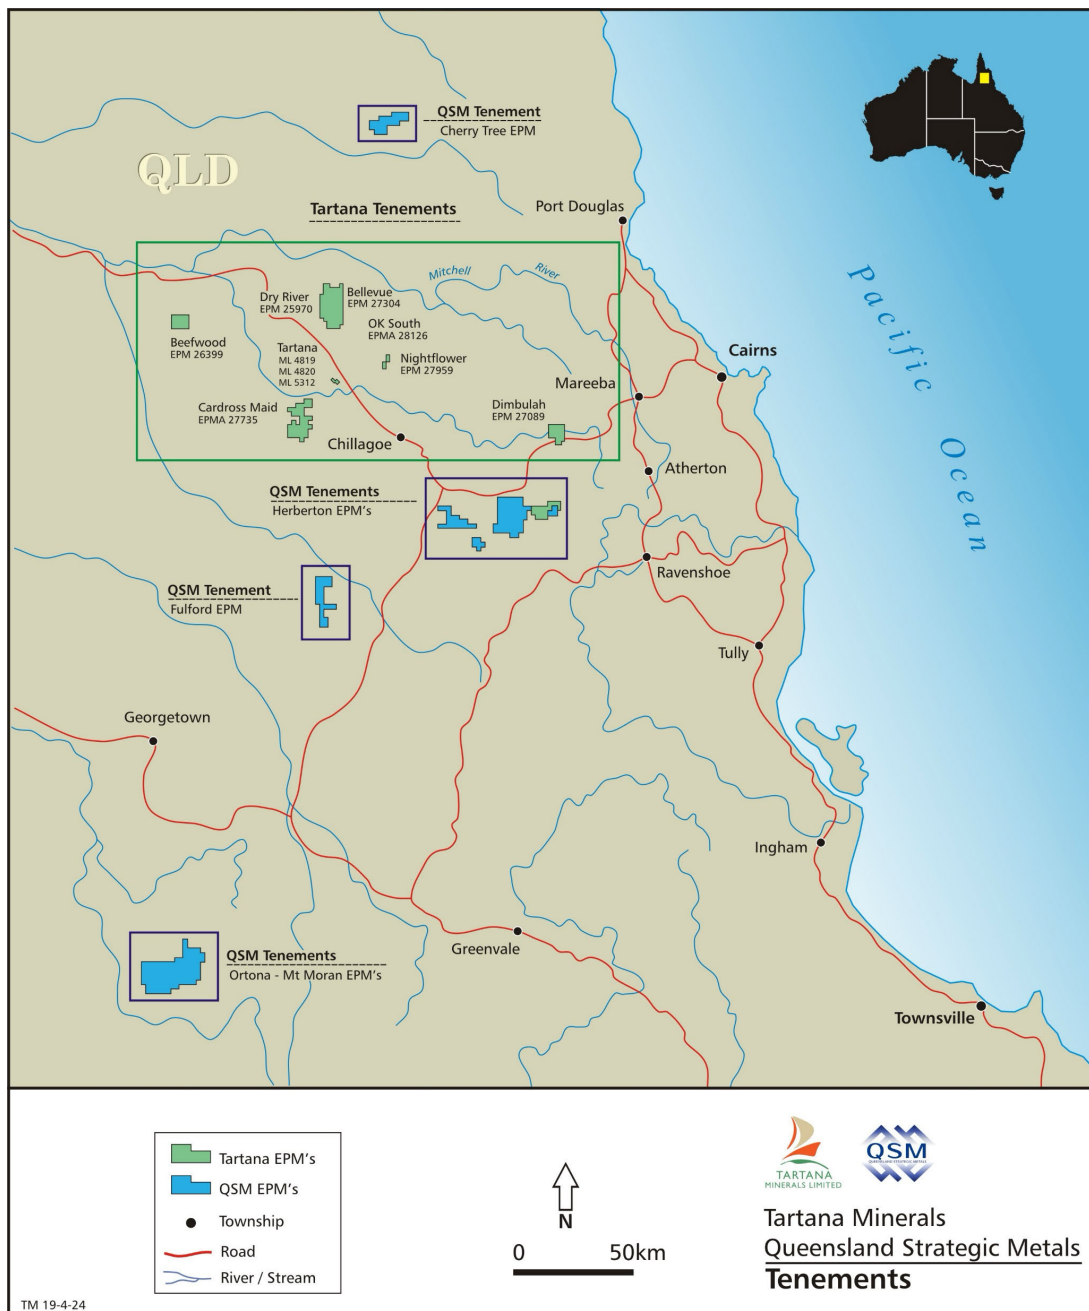 QSM Tenement
Cherry Tree EPM
QLD
Tartana Tenements
Port Douglas
Mitchell River
Dry River
EPM 25970
Bellevue
EPM 27304
OK South
EPMA 28126
Beefwood
EPM 26399
Tartana
ML 4819
ML 4820
ML 5312
Nightflower
EPM 27959
Cairns
Mareeba
Cardross Maid
EPMA 27735
Dimbulah
EPM 27089
Chillagoe
Atherton
Pacific Ocean
QSM Tenements
Herberton EPM's
Ravenshoe
QSM Tenement
Fulford EPM
Tully
Georgetown
Ingham
Greenvale
QSM Tenements
Ortona - Mt Moran EPM's
Townsville
Tartana EPM's
QSM EPM's
Township
Road
River / Stream
N
0 50km
TARTANA
MINERALS LIMITED
QSM
QUEENSLAND STRATEGIC METALS
Tartana Minerals
Queensland Strategic Metals
Tenements
TM 19-4-24